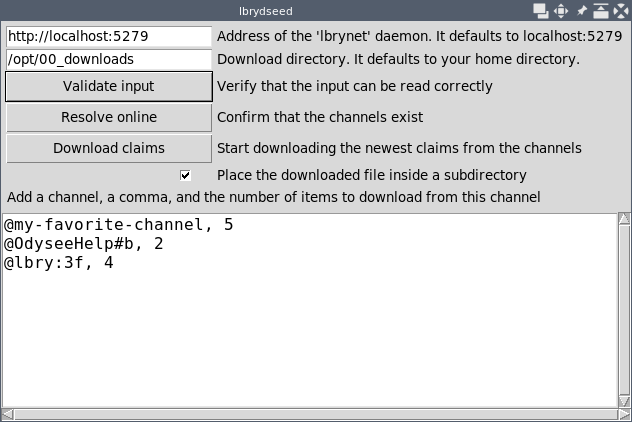 lbrydseed
http://localhost:5279 Address of the 'lbrynet' daemon. It defaults to localhost:5279
/opt/00_downloads Download directory. It defaults to your home directory.
Validate input Verify that the input can be read correctly
Resolve online Confirm that the channels exist
Download claims Start downloading the newest claims from the channels
Place the downloaded file inside a subdirectory
Add a channel, a comma, and the number of items to download from this channel
@my-favorite-channel, 5
@OdyseeHelp#b, 2
@lbry:3f, 4